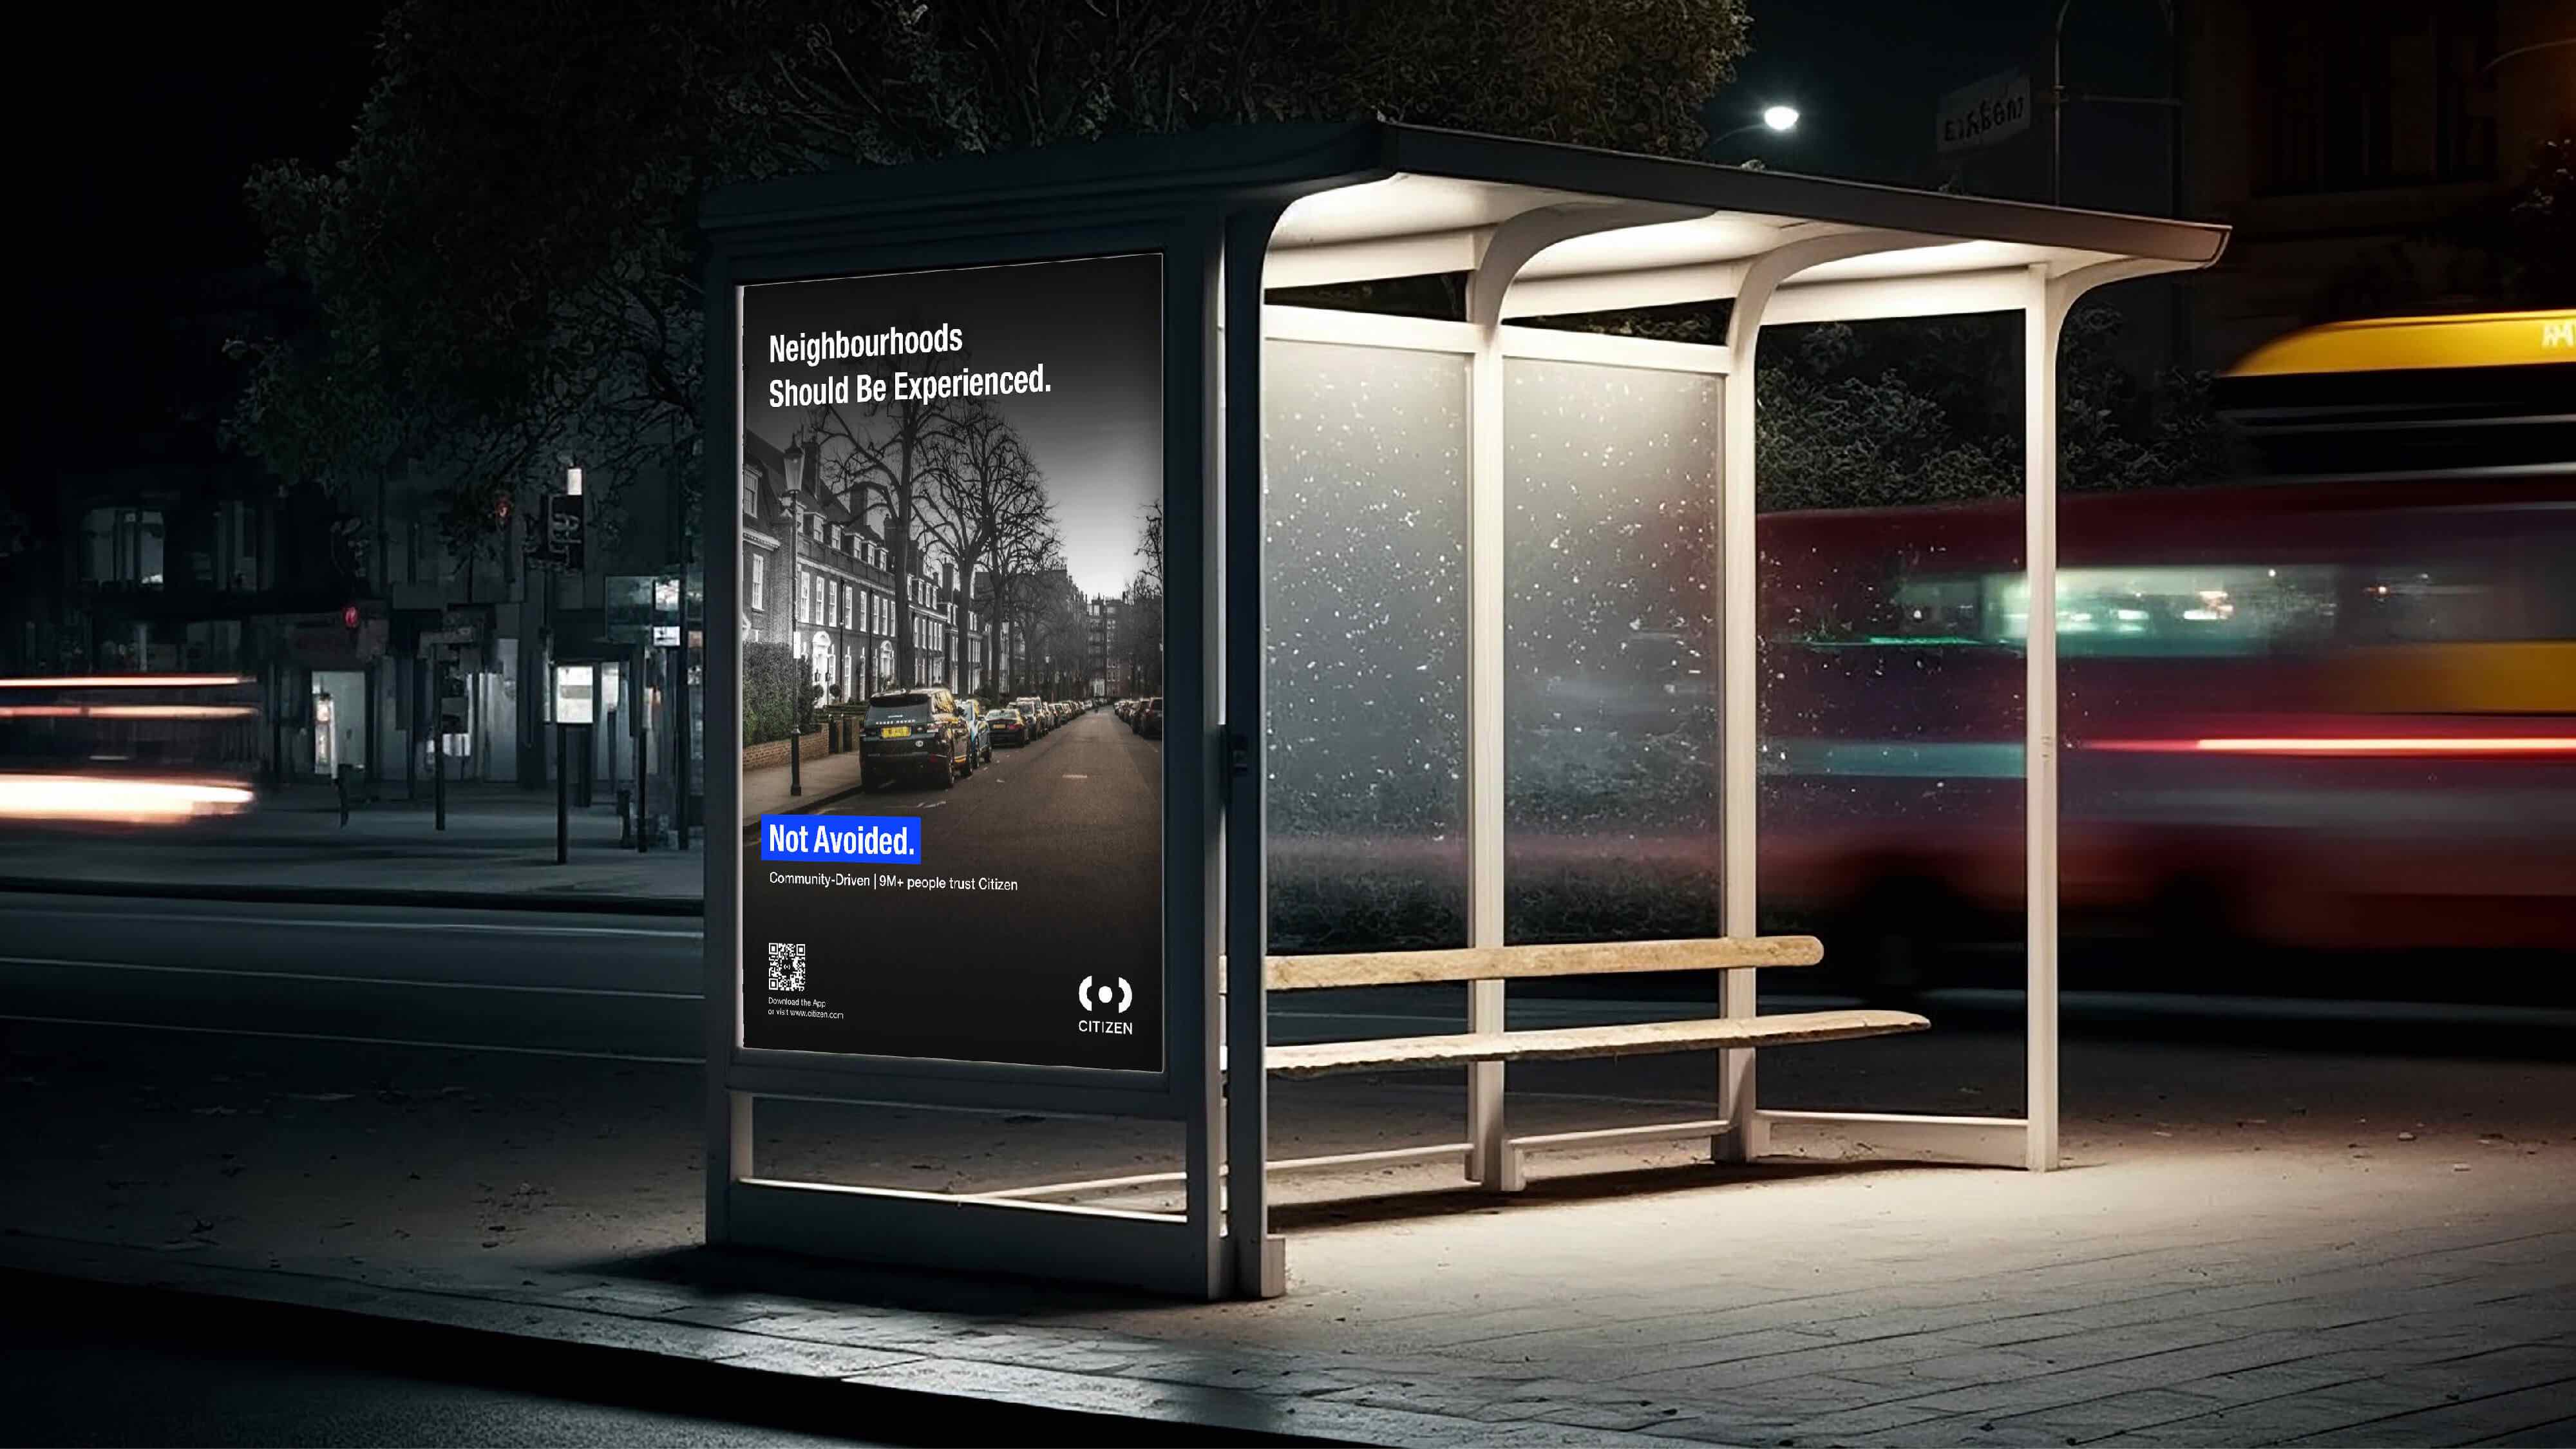 Neighbourhoods
Should Be Experienced.
Not Avoided.
Community-Driven | 9M+ people trust Citizen
Download the App
or visit www.citizen.com
CITIZEN